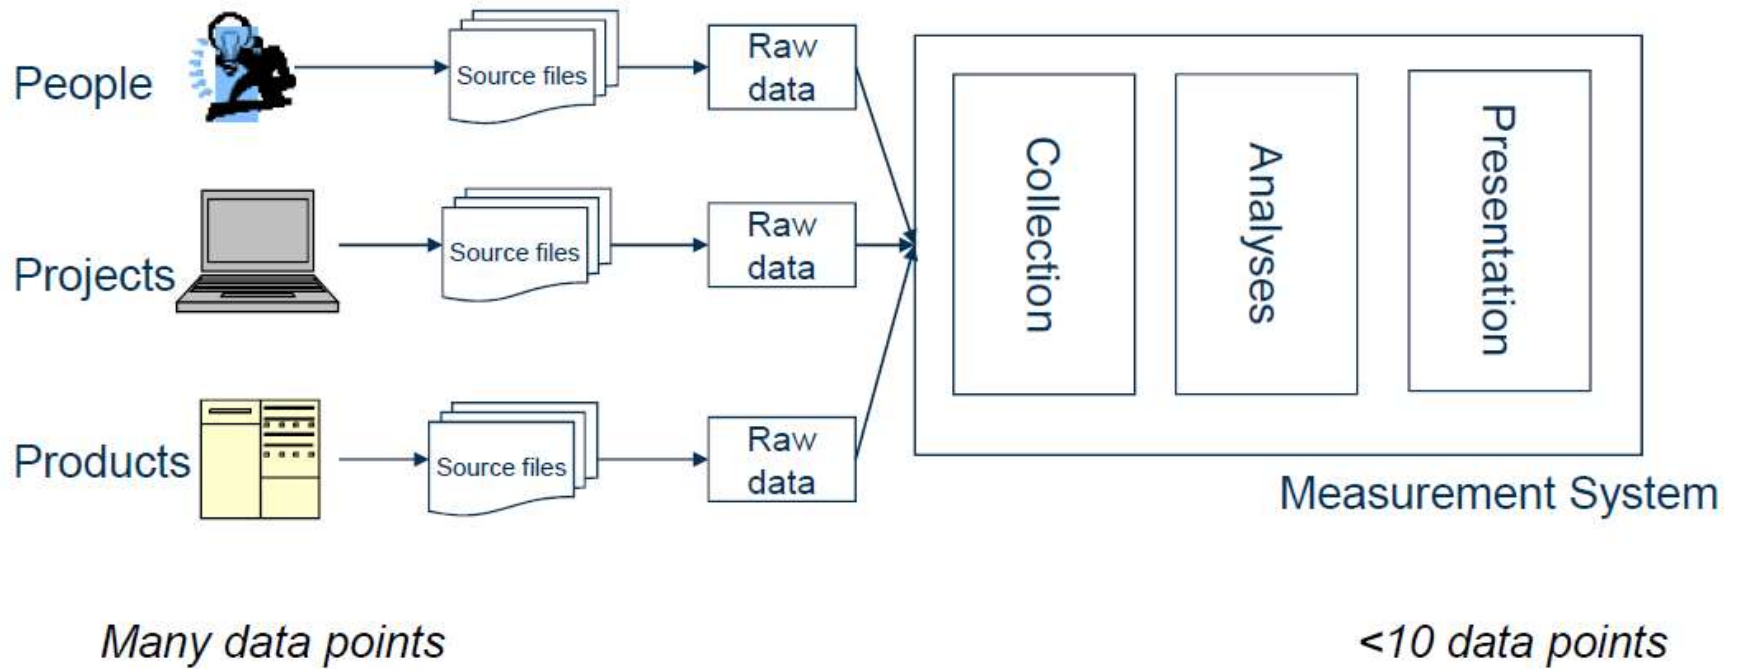 People
Source files
Raw
data
Projects
Source files
Raw
data
Products
Source files
Raw
data
Collection
Analyses
Presentation
Measurement System
Many data points
<10 data points